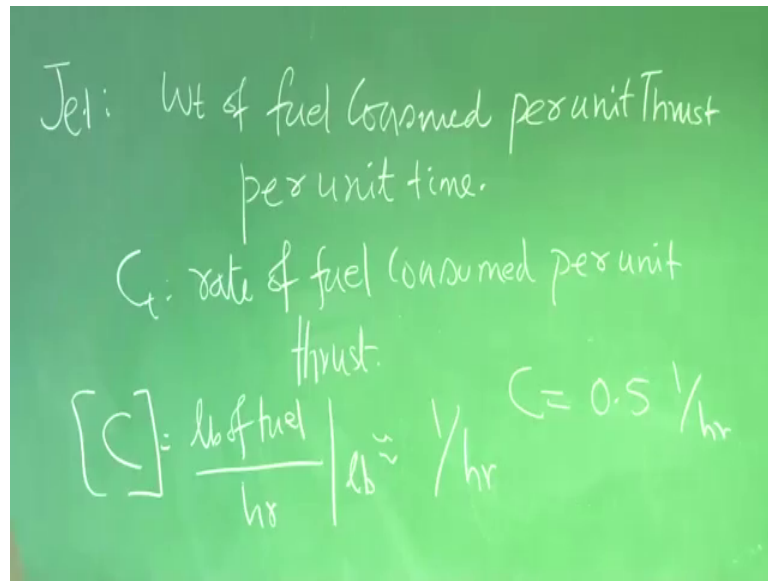 Jet: Wt of fuel Consumed per unit Thrust
per unit time.
C: rate of fuel Consumed per unit
thrust.
[C]: lb of fuel / hr | lb ≈ 1/hr C = 0.5 1/hr